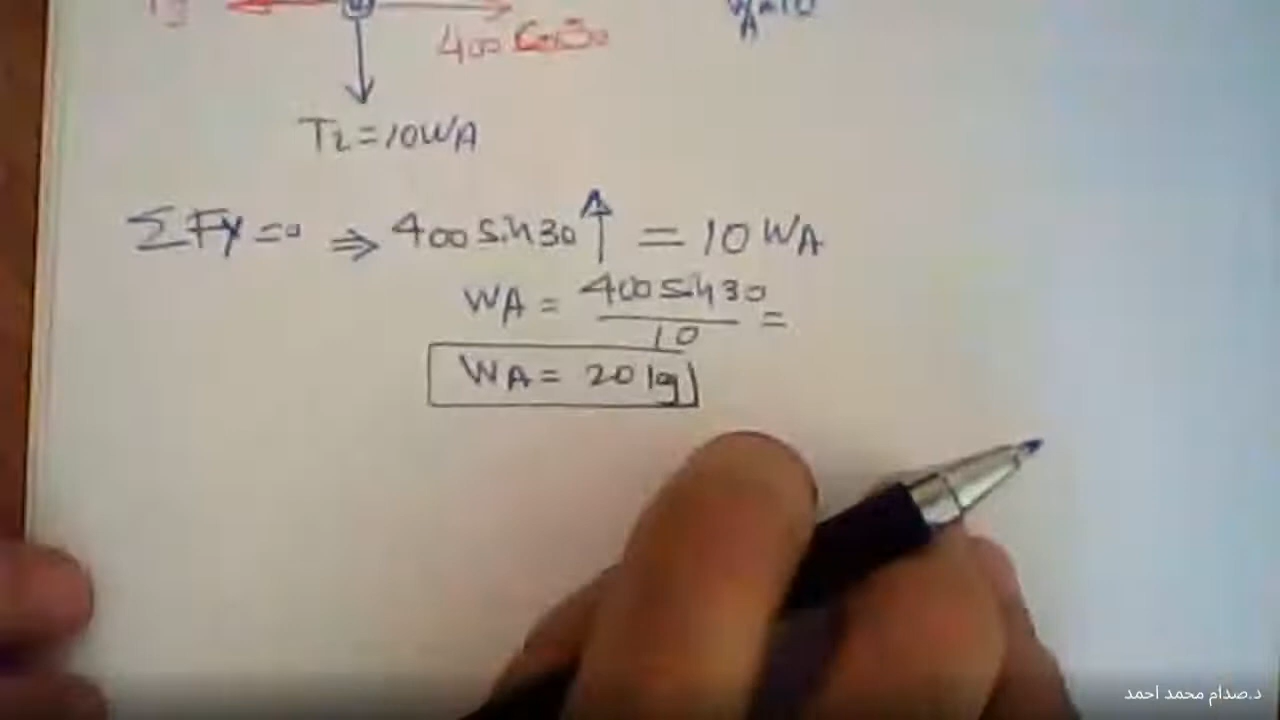 400 Cos30
T2=10WA
ΣFy=0 ⇒ 400 sin30↑ = 10 WA
WA = 400 sin30 / 10 =
WA = 20 kg
د.صدام محمد احمد